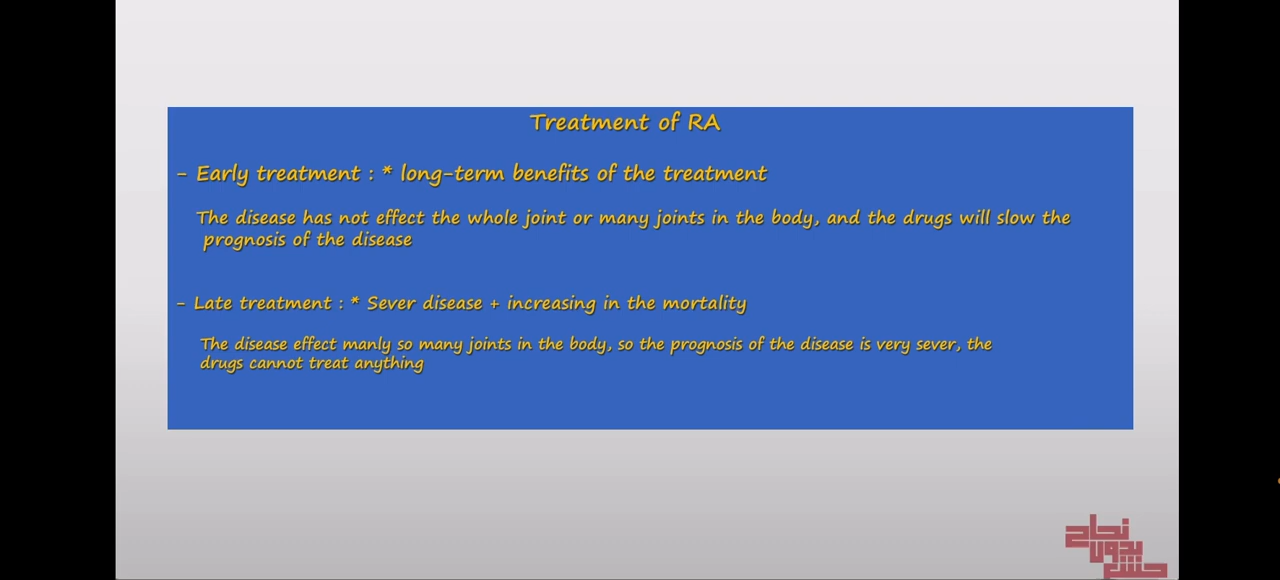 Treatment of RA
- Early treatment : * long-term benefits of the treatment
The disease has not effect the whole joint or many joints in the body, and the drugs will slow the
prognosis of the disease
- Late treatment : * Sever disease + increasing in the mortality
The disease effect manly so many joints in the body, so the prognosis of the disease is very sever, the
drugs cannot treat anything
نجاح
بدون